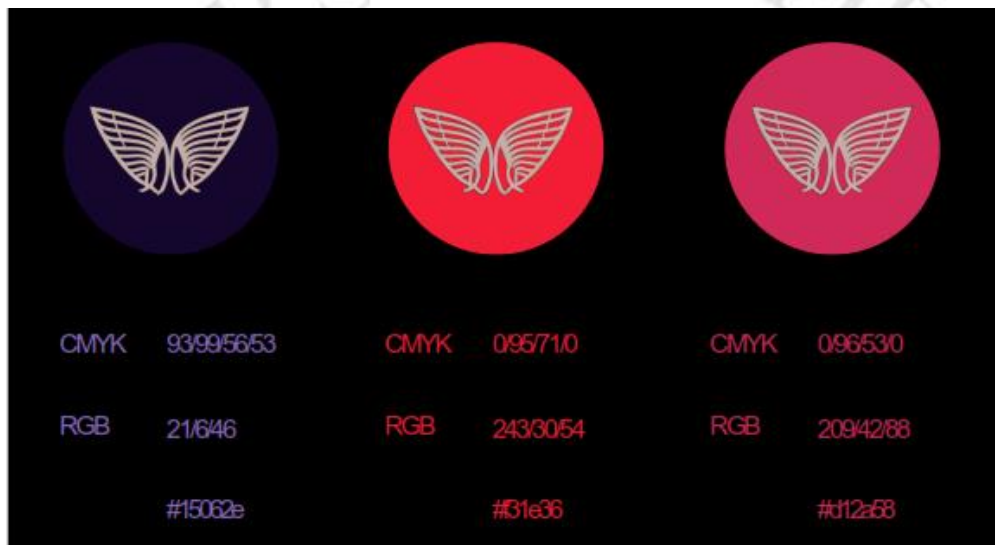 CMYK 93/99/56/53
CMYK 0/95/71/0
CMYK 0/96/53/0
RGB 21/6/46
RGB 243/30/54
RGB 209/42/88
#15062e
#f31e36
#d12a58